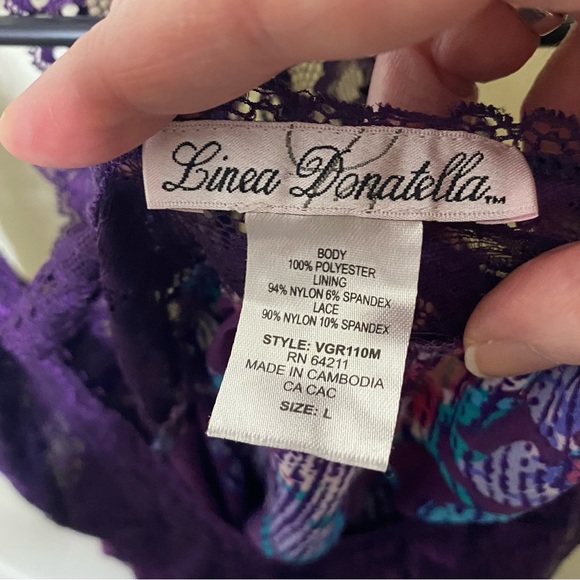 Linea Donatella™
BODY
100% POLYESTER
LINING
94% NYLON 6% SPANDEX
LACE
90% NYLON 10% SPANDEX
STYLE: VGR110M
RN 64211
MADE IN CAMBODIA
CA CAC
SIZE: L